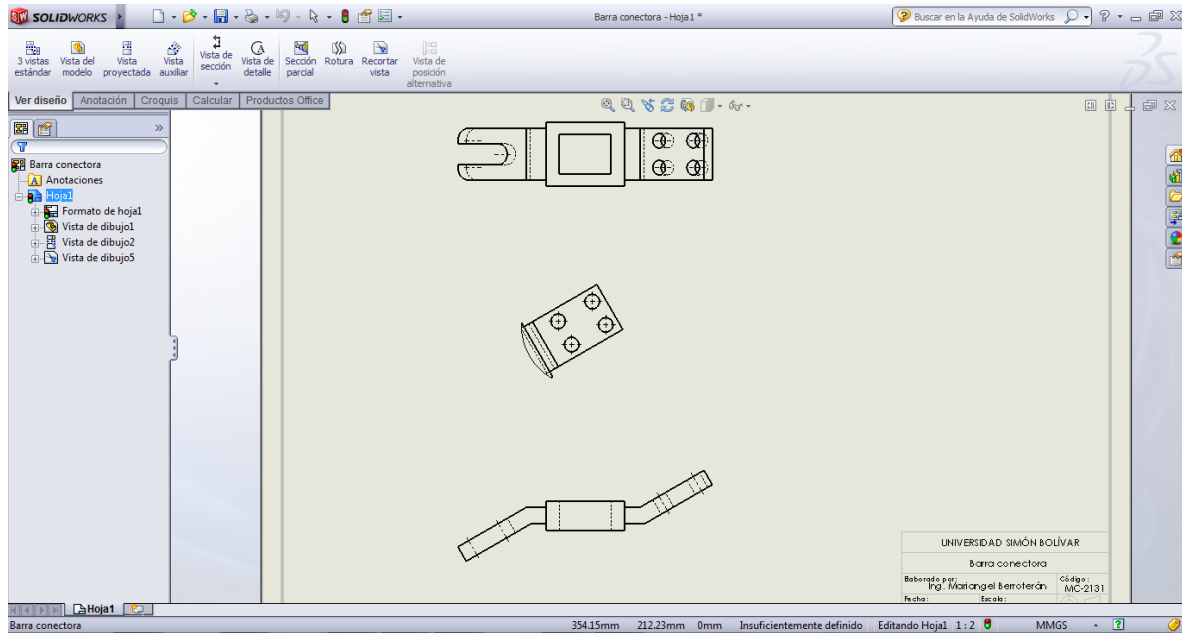 SOLIDWORKS
Barra conectora - Hoja1 *
Buscar en la Ayuda de SolidWorks
3 vistas estándar
Vista del modelo
Vista proyectada
Vista auxiliar
Vista de sección
Vista de detalle
Sección parcial
Rotura
Recortar vista
Vista de posición alternativa
Ver diseño
Anotación
Croquis
Calcular
Productos Office
Barra conectora
Anotaciones
Hoja1
Formato de hoja1
Vista de dibujo1
Vista de dibujo2
Vista de dibujo5
UNIVERSIDAD SIMÓN BOLÍVAR
Barra conectora
Elaborado por:
Ing. Mariangel Berroterán
Código:
MC-2131
Fecha:
Escala:
Hoja1
Barra conectora
354.15mm 212.23mm 0mm Insuficientemente definido Editando Hoja1 1 : 2 MMGS